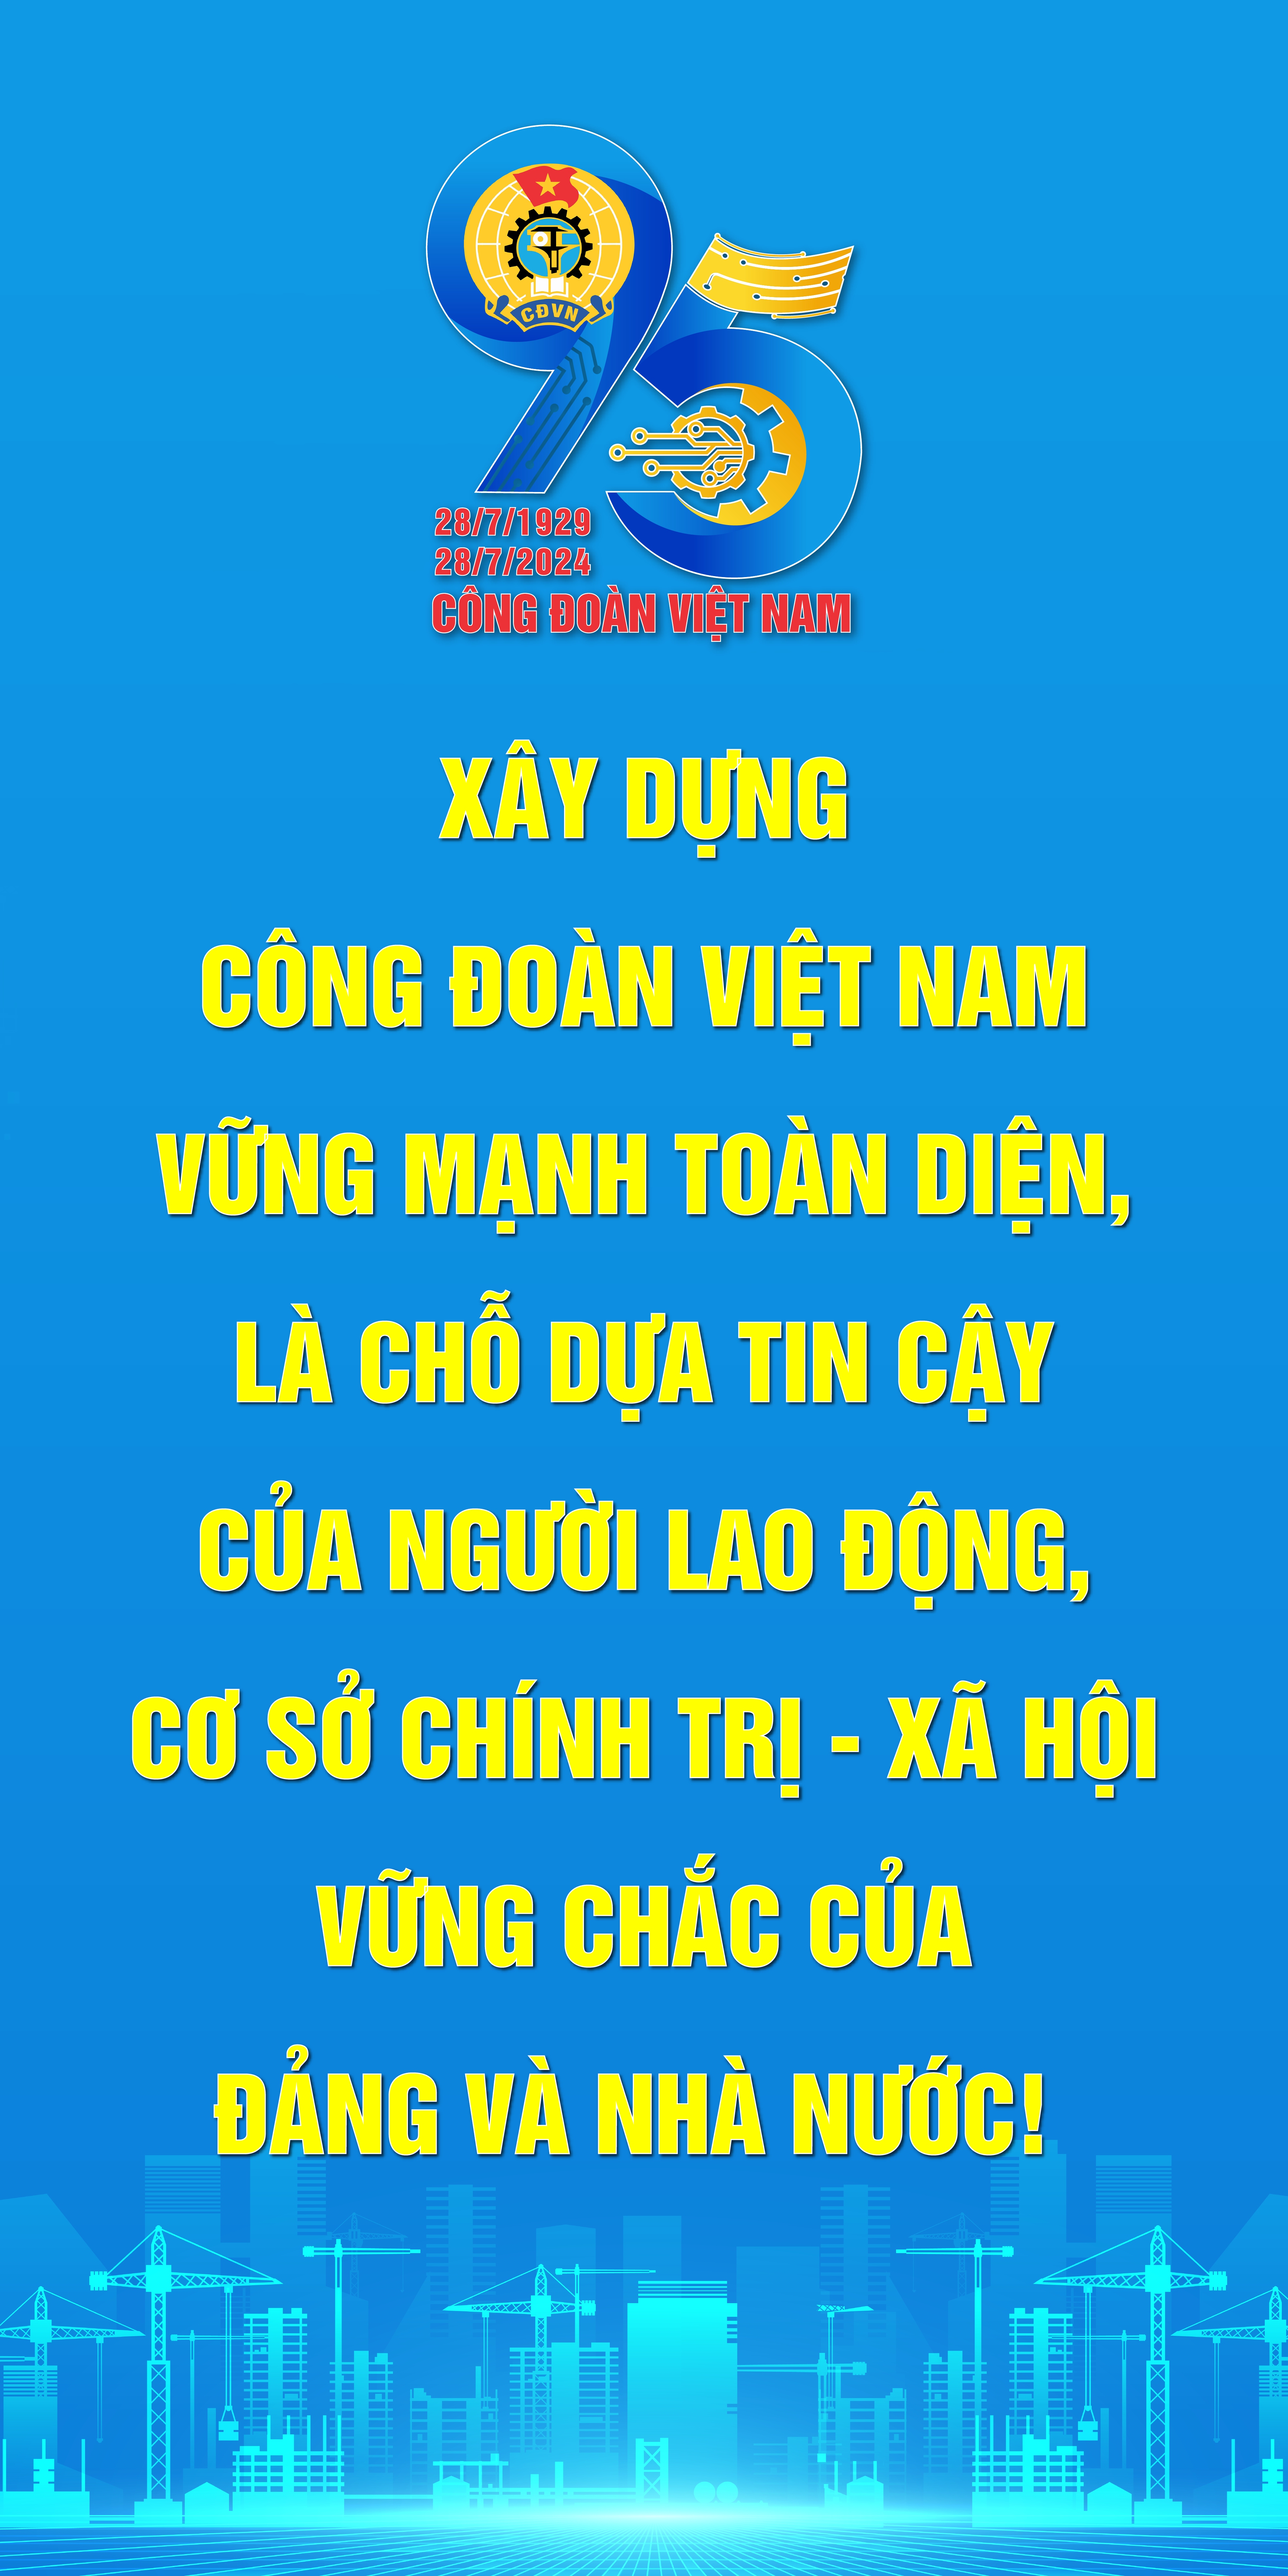 CĐVN
28/7/1929
28/7/2024
CÔNG ĐOÀN VIỆT NAM
XÂY DỰNG
CÔNG ĐOÀN VIỆT NAM
VỮNG MẠNH TOÀN DIỆN,
LÀ CHỖ DỰA TIN CẬY
CỦA NGƯỜI LAO ĐỘNG,
CƠ SỞ CHÍNH TRỊ - XÃ HỘI
VỮNG CHẮC CỦA
ĐẢNG VÀ NHÀ NƯỚC!